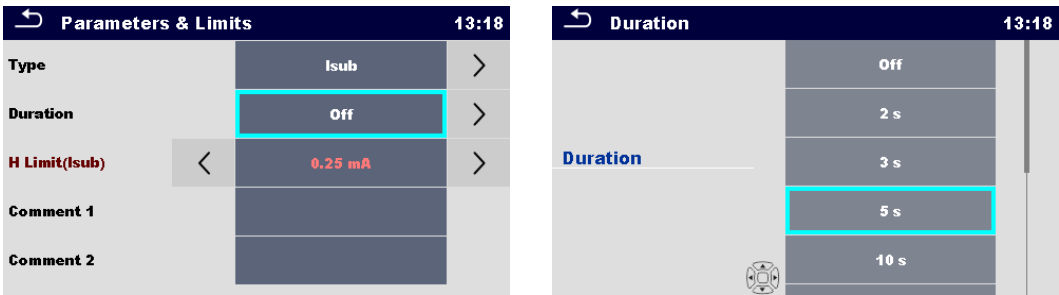 Parameters & Limits 13:18
Type Isub
Duration Off
H Limit(Isub) 0.25 mA
Comment 1
Comment 2
Duration 13:18
Off
2 s
3 s
Duration
5 s
10 s